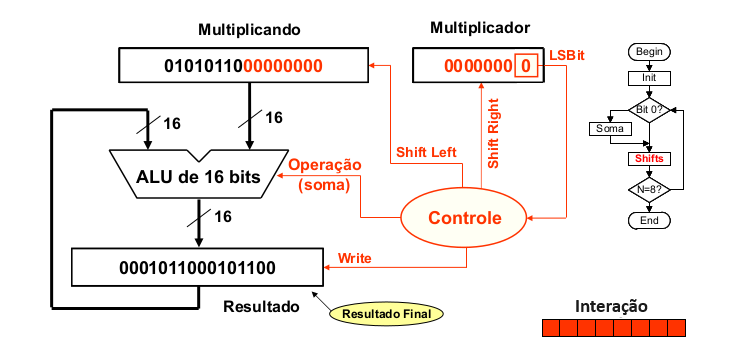 Multiplicando
Multiplicador
0101011000000000
0000000 0
LSBit
16
16
Shift Left
Shift Right
Operação
(soma)
ALU de 16 bits
16
Controle
Write
0001011000101100
Resultado
Resultado Final
Begin
Init
Bit 0?
Soma
Shifts
N=8?
End
Interação